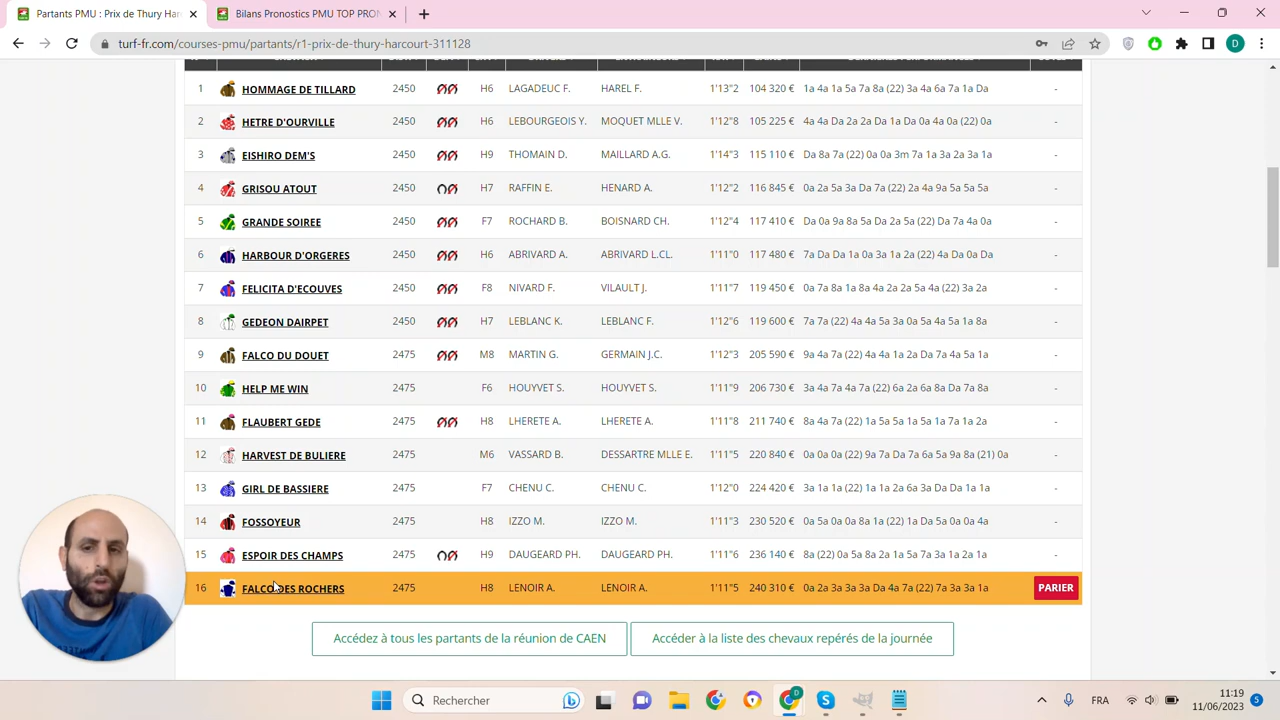 Partants PMU : Prix de Thury Har
Bilans Pronostics PMU TOP PRON
turf-fr.com/courses-pmu/partants/r1-prix-de-thury-harcourt-311128
1 HOMMAGE DE TILLARD 2450 H6 LAGADEUC F. HAREL F. 1'13"2 104 320 € 1a 4a 1a 5a 7a 8a (22) 3a 4a 6a 7a 1a Da -
2 HETRE D'OURVILLE 2450 H6 LEBOURGEOIS Y. MOQUET MLLE V. 1'12"8 105 225 € 4a 4a Da 2a 2a Da 1a Da 0a 4a 0a (22) 0a -
3 EISHIRO DEM'S 2450 H9 THOMAIN D. MAILLARD A.G. 1'14"3 115 110 € Da 8a 7a (22) 0a 0a 3m 7a 1a 3a 2a 3a 1a -
4 GRISOU ATOUT 2450 H7 RAFFIN E. HENARD A. 1'12"2 116 845 € 0a 2a 5a 3a Da 7a (22) 2a 4a 9a 5a 5a 5a -
5 GRANDE SOIREE 2450 F7 ROCHARD B. BOISNARD CH. 1'12"4 117 410 € Da 0a 9a 8a 5a Da 2a 5a (22) Da 7a 4a 0a -
6 HARBOUR D'ORGERES 2450 H6 ABRIVARD A. ABRIVARD L.CL. 1'11"0 117 480 € 7a Da Da 1a 0a 3a 1a 2a (22) 4a Da 0a Da -
7 FELICITA D'ECOUVES 2450 F8 NIVARD F. VILAULT J. 1'11"7 119 450 € 0a 7a 8a 1a 8a 4a 2a 2a 5a 4a (22) 3a 2a -
8 GEDEON DAIRPET 2450 H7 LEBLANC K. LEBLANC F. 1'12"6 119 600 € 7a 7a (22) 4a 4a 5a 3a 0a 5a 4a 5a 1a 8a -
9 FALCO DU DOUET 2475 M8 MARTIN G. GERMAIN J.C. 1'12"3 205 590 € 9a 4a 7a (22) 4a 4a 1a 2a Da 7a 4a 5a 1a -
10 HELP ME WIN 2475 F6 HOUYVET S. HOUYVET S. 1'11"9 206 730 € 3a 4a 7a 4a 7a (22) 6a 2a 6a 8a Da 7a 8a -
11 FLAUBERT GEDE 2475 H8 LHERETE A. LHERETE A. 1'11"8 211 740 € 8a 4a 7a (22) 1a 5a 5a 1a 5a 1a 7a 1a 2a -
12 HARVEST DE BULIERE 2475 M6 VASSARD B. DESSARTRE MLLE E. 1'11"5 220 840 € 0a 0a 0a (22) 9a 7a Da 7a 6a 5a 9a 8a (21) 0a -
13 GIRL DE BASSIERE 2475 F7 CHENU C. CHENU C. 1'12"0 224 420 € 3a 1a 1a (22) 1a 1a 2a 6a 3a Da Da 1a 1a -
14 FOSSOYEUR 2475 H8 IZZO M. IZZO M. 1'11"3 230 520 € 0a 5a 0a 0a 8a 1a (22) 1a Da 5a 0a 0a 4a -
15 ESPOIR DES CHAMPS 2475 H9 DAUGEARD PH. DAUGEARD PH. 1'11"6 236 140 € 8a (22) 0a 5a 8a 2a 1a 5a 7a 3a 1a 2a 1a -
16 FALCO DES ROCHERS 2475 H8 LENOIR A. LENOIR A. 1'11"5 240 310 € 0a 2a 3a 3a 3a Da 4a 7a (22) 7a 3a 3a 1a PARIER
Accédez à tous les partants de la réunion de CAEN
Accéder à la liste des chevaux repérés de la journée
Rechercher
FRA
11:19
11/06/2023
5